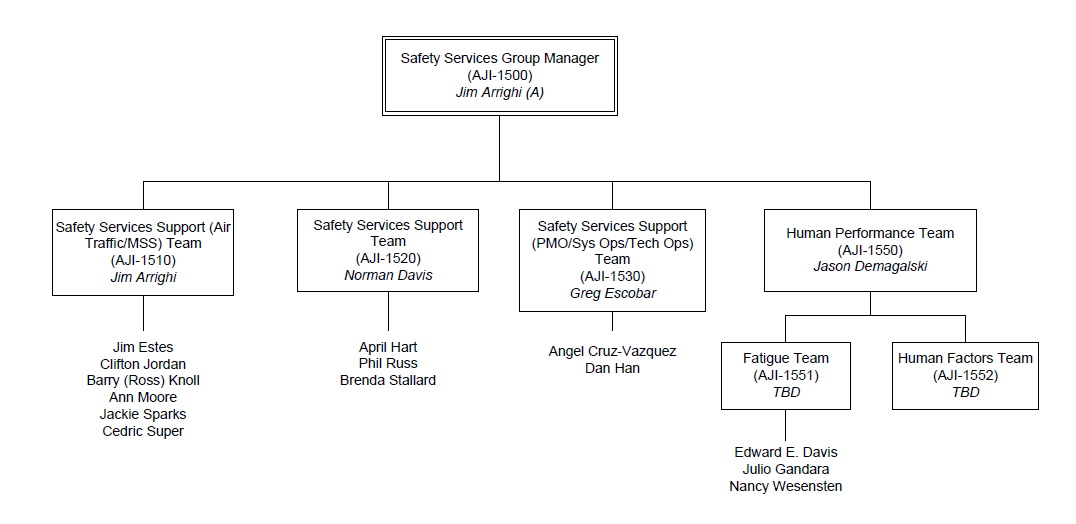 Safety Services Group Manager
(AJI-1500)
Jim Arrighi (A)
Safety Services Support (Air
Traffic/MSS) Team
(AJI-1510)
Jim Arrighi
Jim Estes
Clifton Jordan
Barry (Ross) Knoll
Ann Moore
Jackie Sparks
Cedric Super
Safety Services Support
Team
(AJI-1520)
Norman Davis
April Hart
Phil Russ
Brenda Stallard
Safety Services Support
(PMO/Sys Ops/Tech Ops)
Team
(AJI-1530)
Greg Escobar
Angel Cruz-Vazquez
Dan Han
Human Performance Team
(AJI-1550)
Jason Demagalski
Fatigue Team
(AJI-1551)
TBD
Edward E. Davis
Julio Gandara
Nancy Wesensten
Human Factors Team
(AJI-1552)
TBD